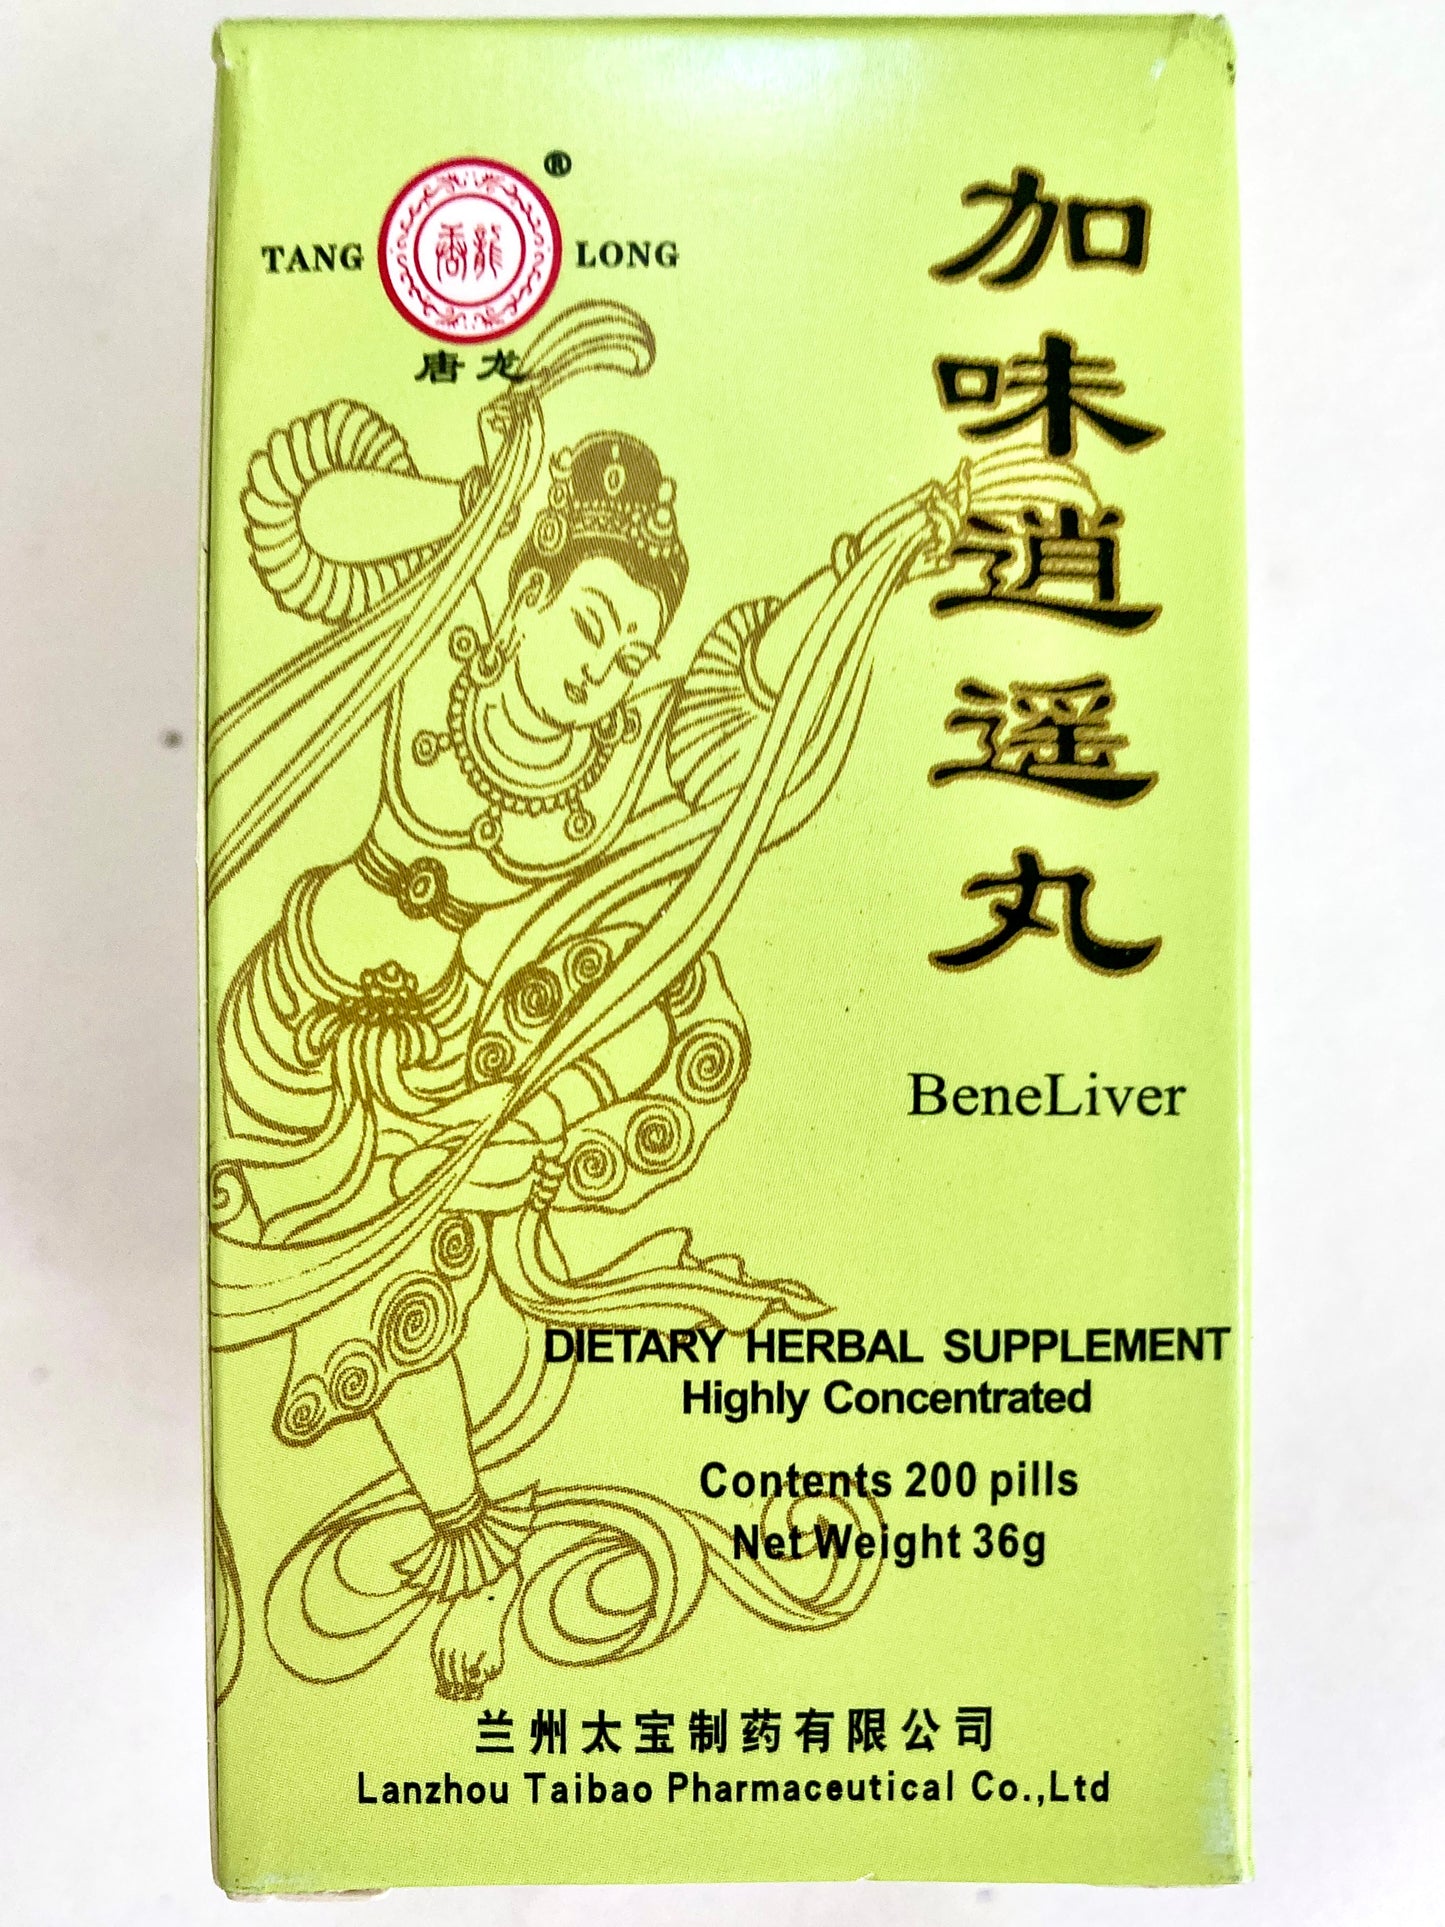 ®
TANG LONG
唐龙
加味逍遥丸
BeneLiver
DIETARY HERBAL SUPPLEMENT
Highly Concentrated
Contents 200 pills
Net Weight 36g
兰州太宝制药有限公司
Lanzhou Taibao Pharmaceutical Co.,Ltd